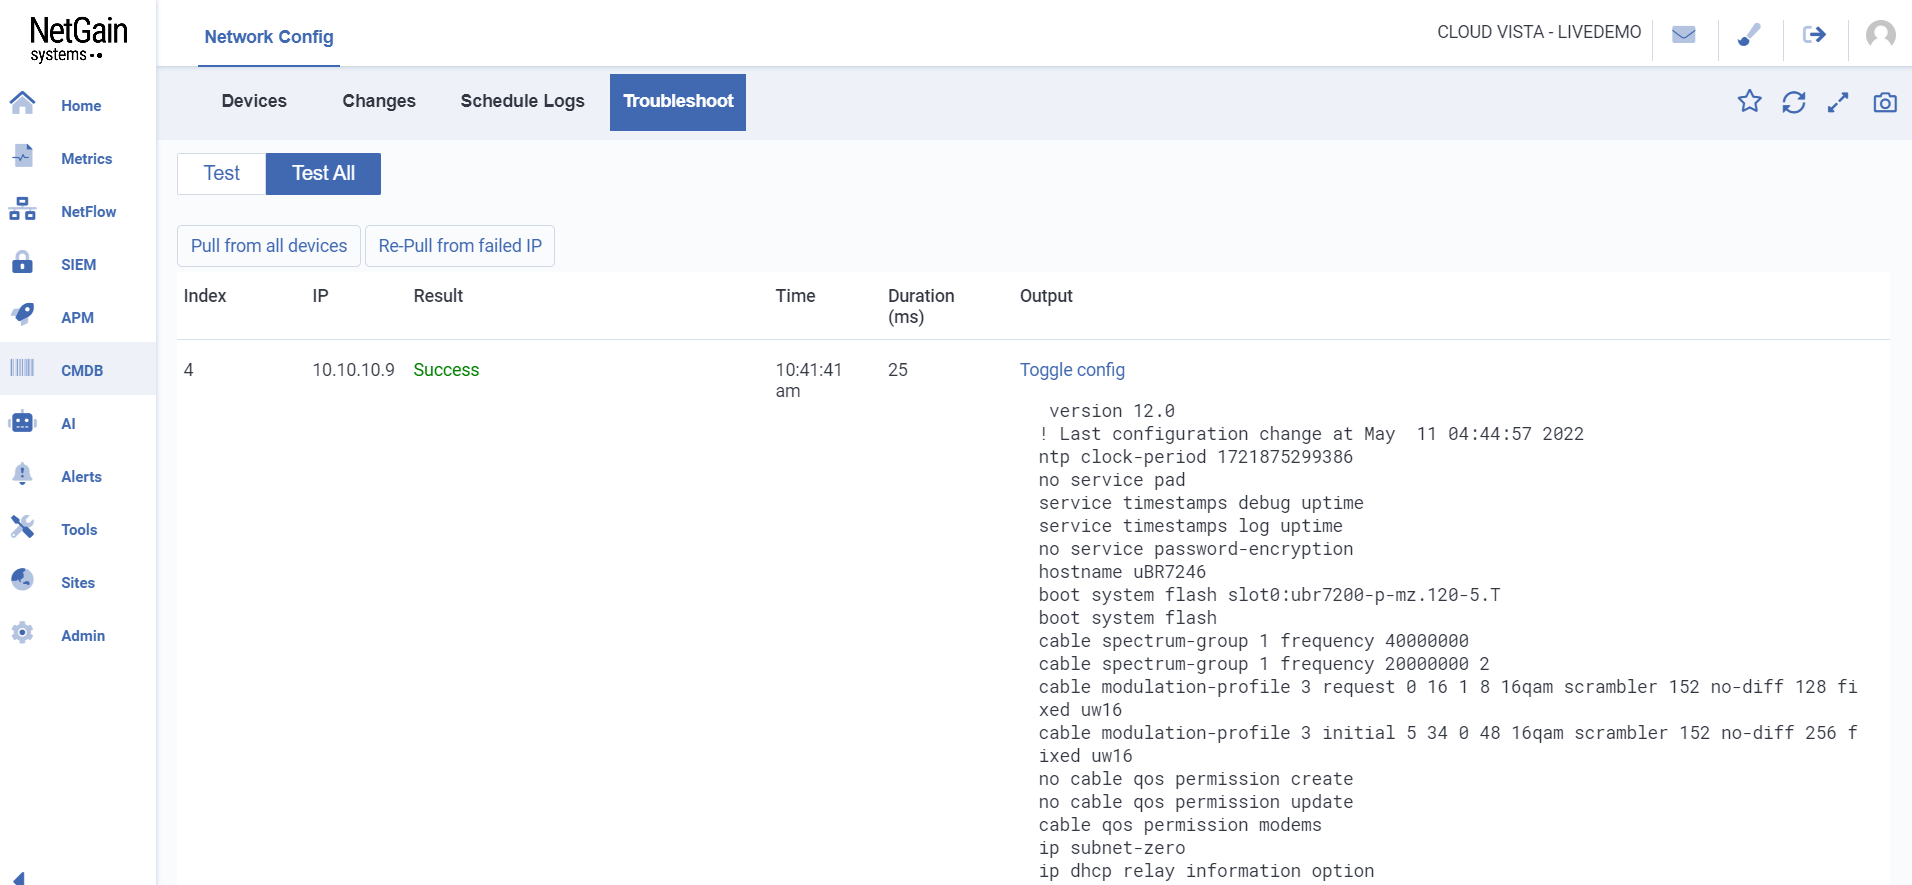 NetGain
systems
Network Config
CLOUD VISTA - LIVEDEMO
Home
Metrics
NetFlow
SIEM
APM
CMDB
AI
Alerts
Tools
Sites
Admin
Devices
Changes
Schedule Logs
Troubleshoot
Test
Test All
Pull from all devices
Re-Pull from failed IP
Index
IP
Result
Time
Duration
(ms)
Output
4
10.10.10.9
Success
10:41:41
am
25
Toggle config
version 12.0
! Last configuration change at May  11 04:44:57 2022
ntp clock-period 1721875299386
no service pad
service timestamps debug uptime
service timestamps log uptime
no service password-encryption
hostname uBR7246
boot system flash slot0:ubr7200-p-mz.120-5.T
boot system flash
cable spectrum-group 1 frequency 40000000
cable spectrum-group 1 frequency 20000000 2
cable modulation-profile 3 request 0 16 1 8 16qam scrambler 152 no-diff 128 fi
xed uw16
cable modulation-profile 3 initial 5 34 0 48 16qam scrambler 152 no-diff 256 f
ixed uw16
no cable qos permission create
no cable qos permission update
cable qos permission modems
ip subnet-zero
ip dhcp relay information option